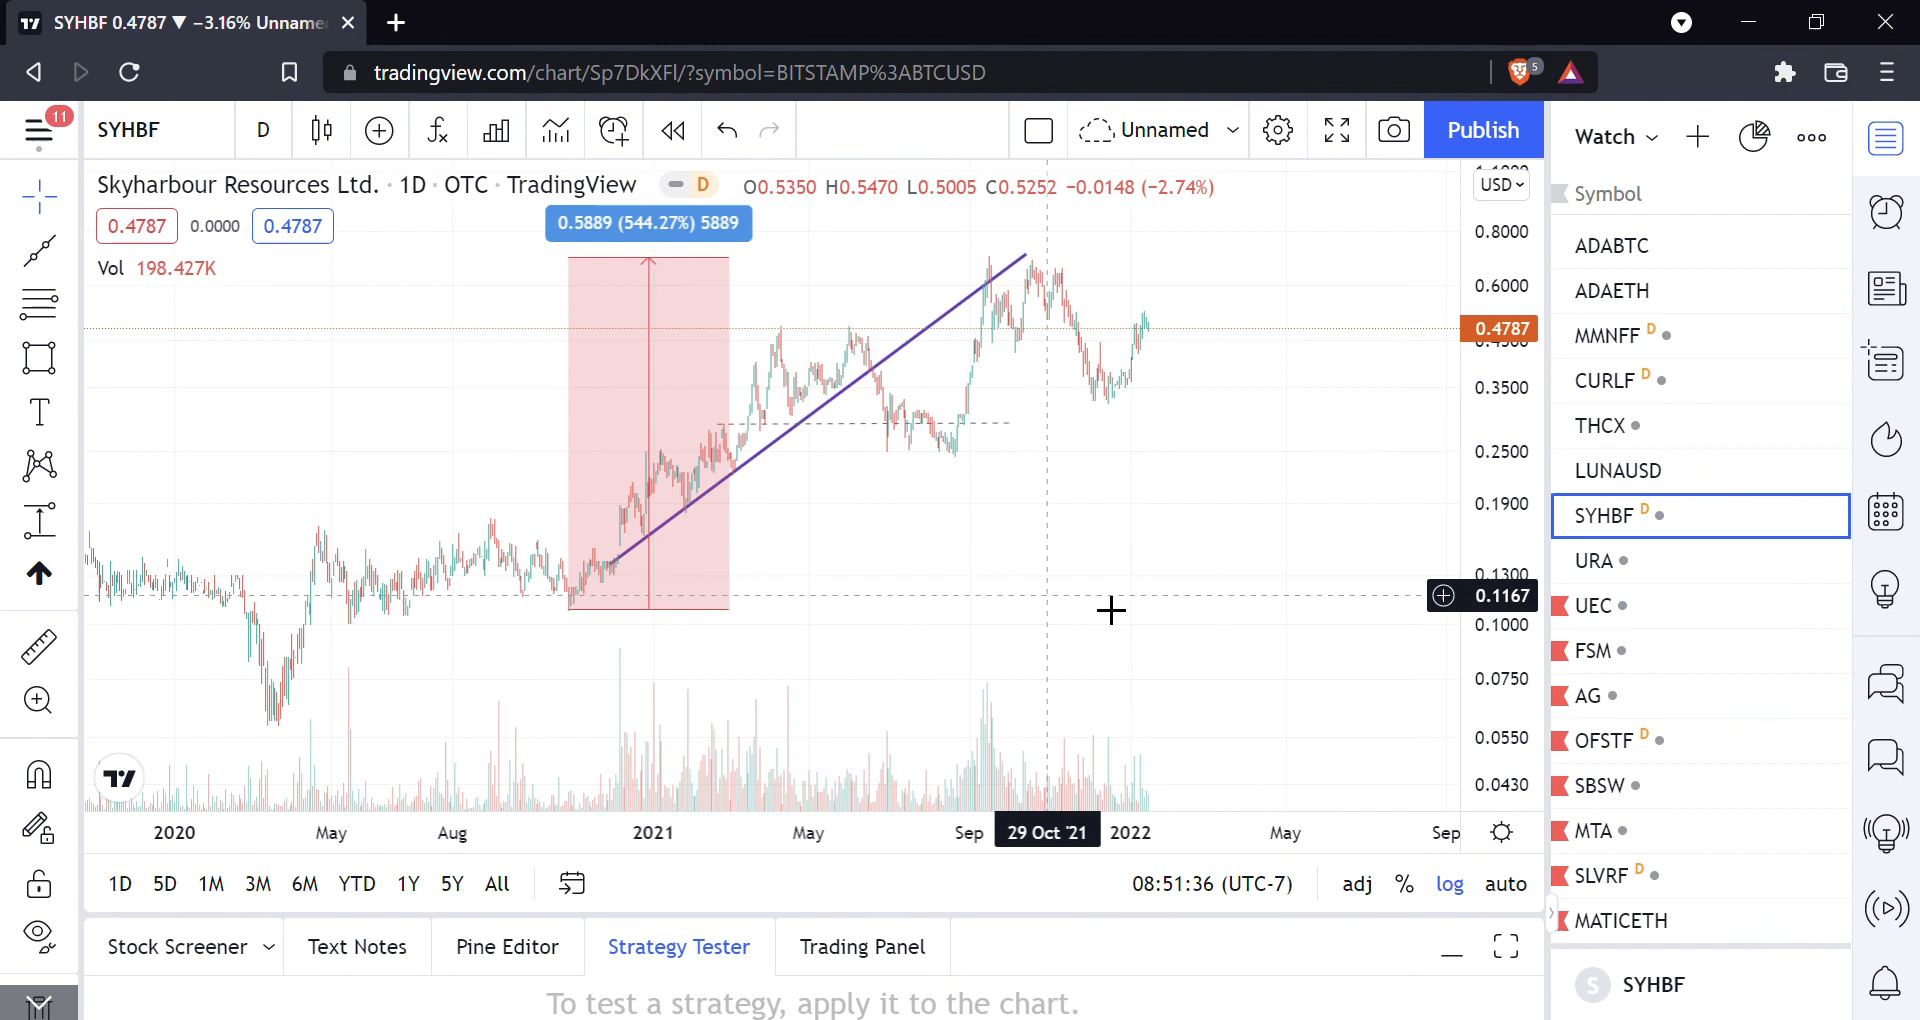 SYHBF 0.4787 ▼ −3.16% Unname
tradingview.com/chart/Sp7DkXFl/?symbol=BITSTAMP%3ABTCUSD
5
11
SYHBF
D
Unnamed
Publish
Watch
Skyharbour Resources Ltd. · 1D · OTC · TradingView
D
O0.5350 H0.5470 L0.5005 C0.5252 −0.0148 (−2.74%)
USD
0.4787
0.0000
0.4787
0.5889 (544.27%) 5889
Vol 198.427K
0.8000
0.6000
0.4787
0.3500
0.2500
0.1900
0.1300
0.1167
0.1000
0.0750
0.0550
0.0430
2020
May
Aug
2021
May
Sep
29 Oct '21
2022
May
Sep
1D
5D
1M
3M
6M
YTD
1Y
5Y
All
08:51:36 (UTC-7)
adj
%
log
auto
Stock Screener
Text Notes
Pine Editor
Strategy Tester
Trading Panel
To test a strategy, apply it to the chart.
Symbol
ADABTC
ADAETH
MMNFF D
CURLF D
THCX
LUNAUSD
SYHBF D
URA
UEC
FSM
AG
OFSTF D
SBSW
MTA
SLVRF D
MATICETH
S
SYHBF